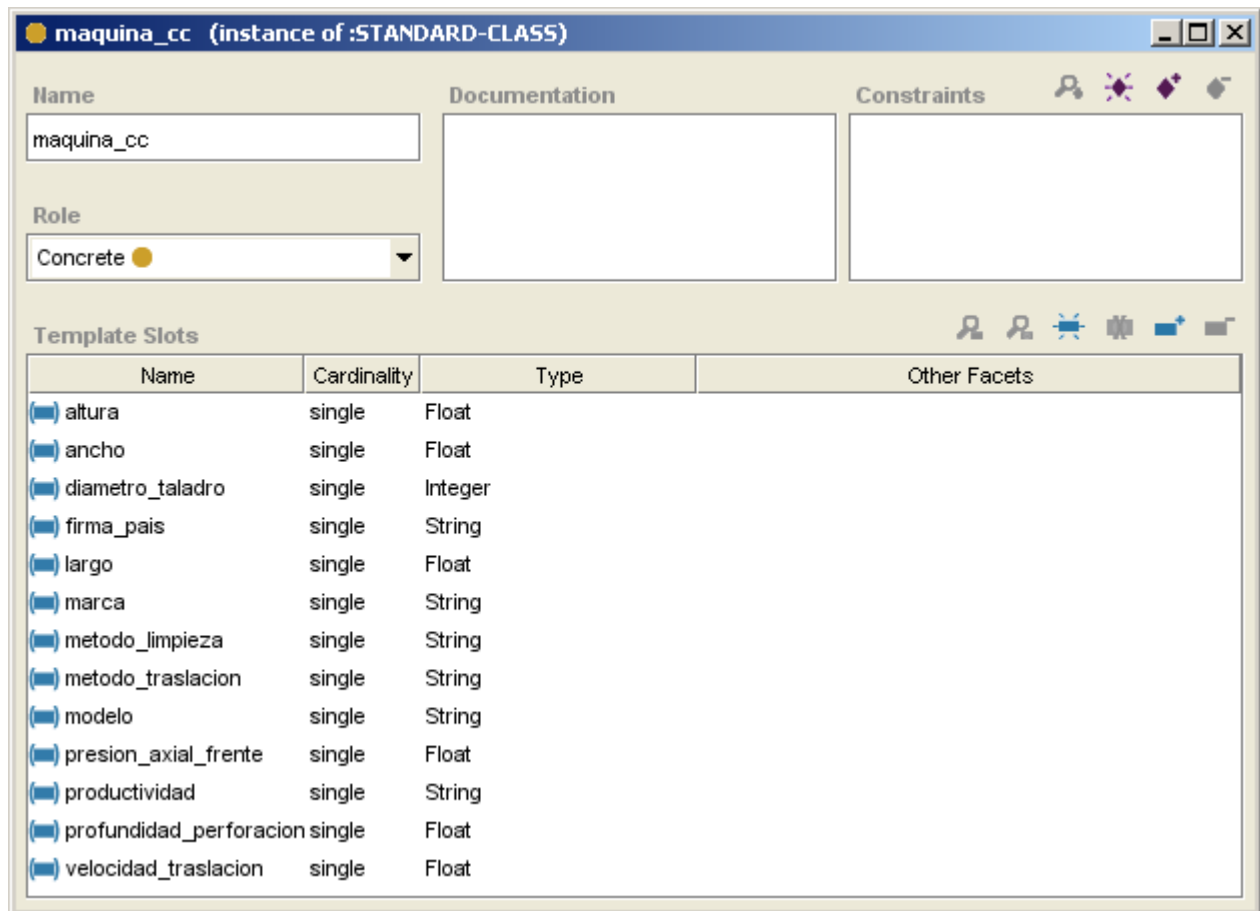 maquina_cc (instance of :STANDARD-CLASS)
Name
Documentation
Constraints
maquina_cc
Role
Concrete
Template Slots
Name Cardinality Type Other Facets
altura single Float
ancho single Float
diametro_taladro single Integer
firma_pais single String
largo single Float
marca single String
metodo_limpieza single String
metodo_traslacion single String
modelo single String
presion_axial_frente single Float
productividad single String
profundidad_perforacion single Float
velocidad_traslacion single Float